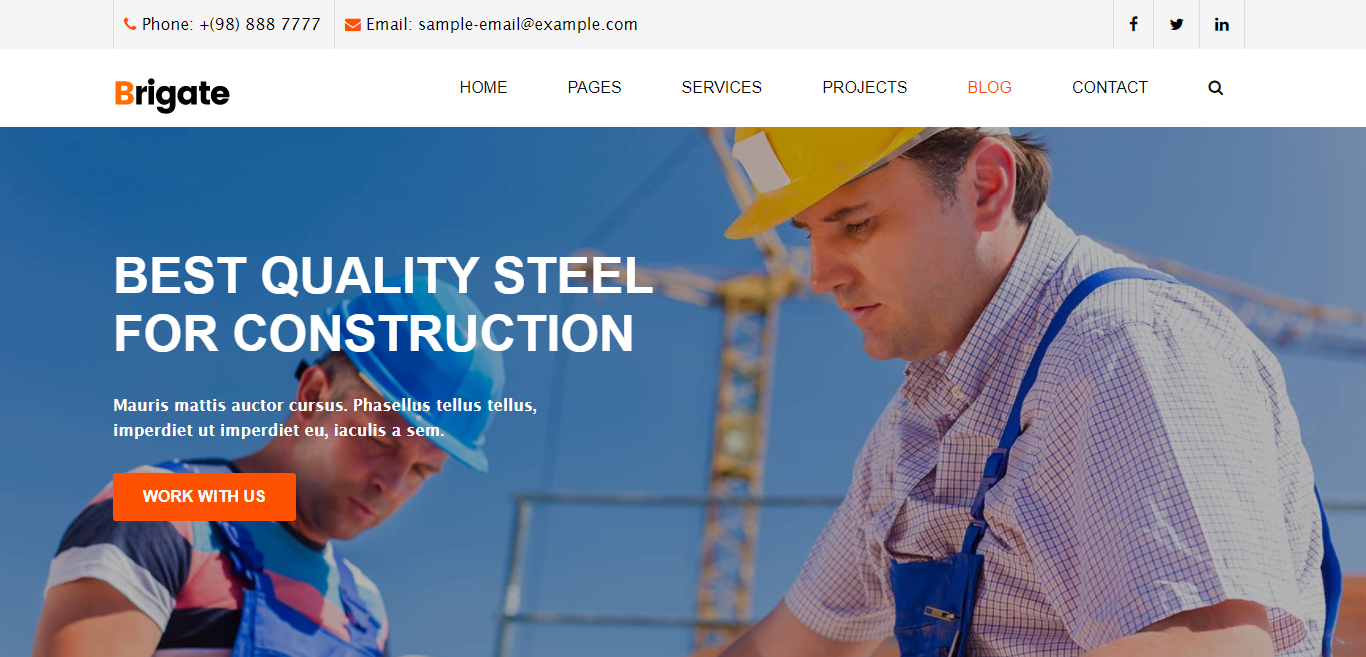 Phone: +(98) 888 7777
Email: sample-email@example.com
Brigate
HOME
PAGES
SERVICES
PROJECTS
BLOG
CONTACT
BEST QUALITY STEEL
FOR CONSTRUCTION
Mauris mattis auctor cursus. Phasellus tellus tellus,
imperdiet ut imperdiet eu, iaculis a sem.
WORK WITH US